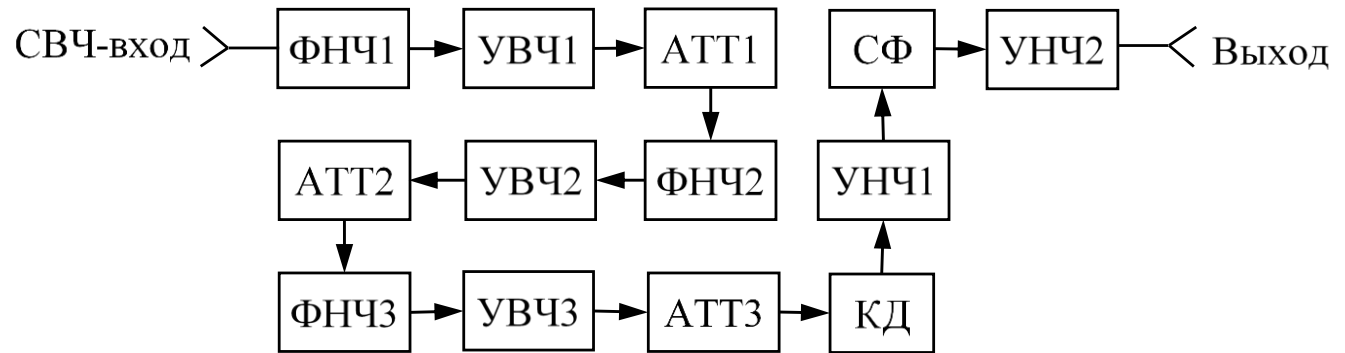 СВЧ-вход
ФНЧ1
УВЧ1
АТТ1
СФ
УНЧ2
Выход
АТТ2
УВЧ2
ФНЧ2
УНЧ1
ФНЧ3
УВЧ3
АТТ3
КД